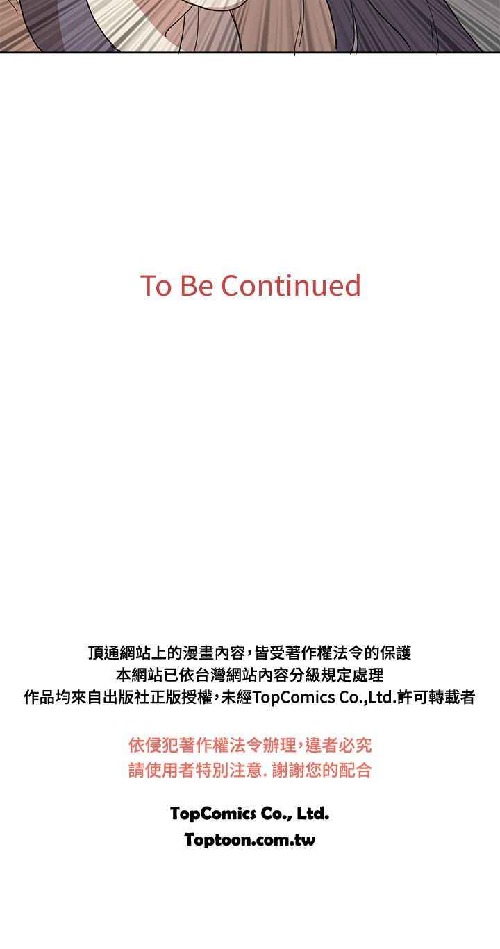 To Be Continued
頂通網站上的漫畫內容,皆受著作權法令的保護
本網站已依台灣網站內容分級規定處理
作品均來自出版社正版授權,未經TopComics Co.,Ltd.許可轉載者
依侵犯著作權法令辦理,違者必究
請使用者特別注意. 謝謝您的配合
TopComics Co., Ltd.
Toptoon.com.tw